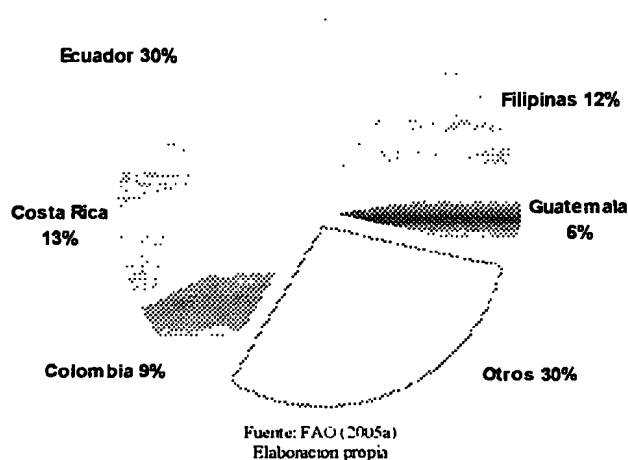 Ecuador 30%
Filipinas 12%
Costa Rica
13%
Guatemala
6%
Colombia 9%
Otros 30%
Fuente: FAO (2005a)
Elaboracion propia